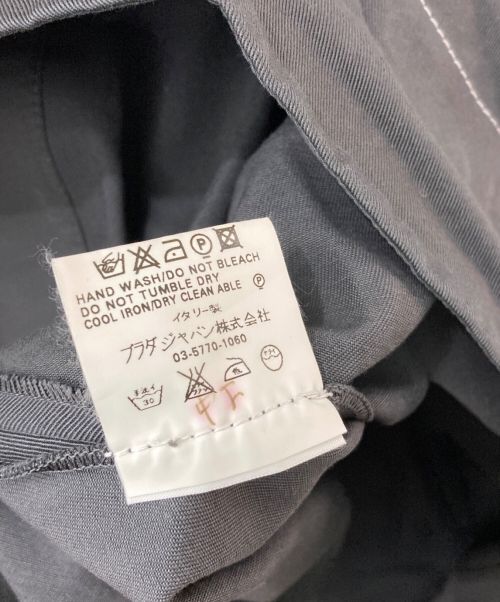 HAND WASH/DO NOT BLEACH
DO NOT TUMBLE DRY
COOL IRON/DRY CLEAN ABLE Ⓟ
イタリー製
プラダジャパン株式会社
03-5770-1060
手洗イ
30